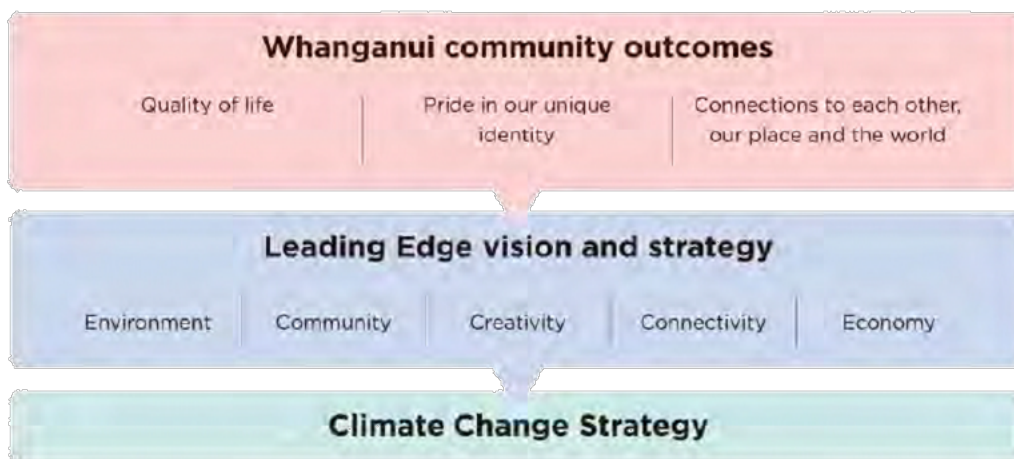 Whanganui community outcomes
Quality of life
Pride in our unique
identity
Connections to each other,
our place and the world
Leading Edge vision and strategy
Environment
Community
Creativity
Connectivity
Economy
Climate Change Strategy